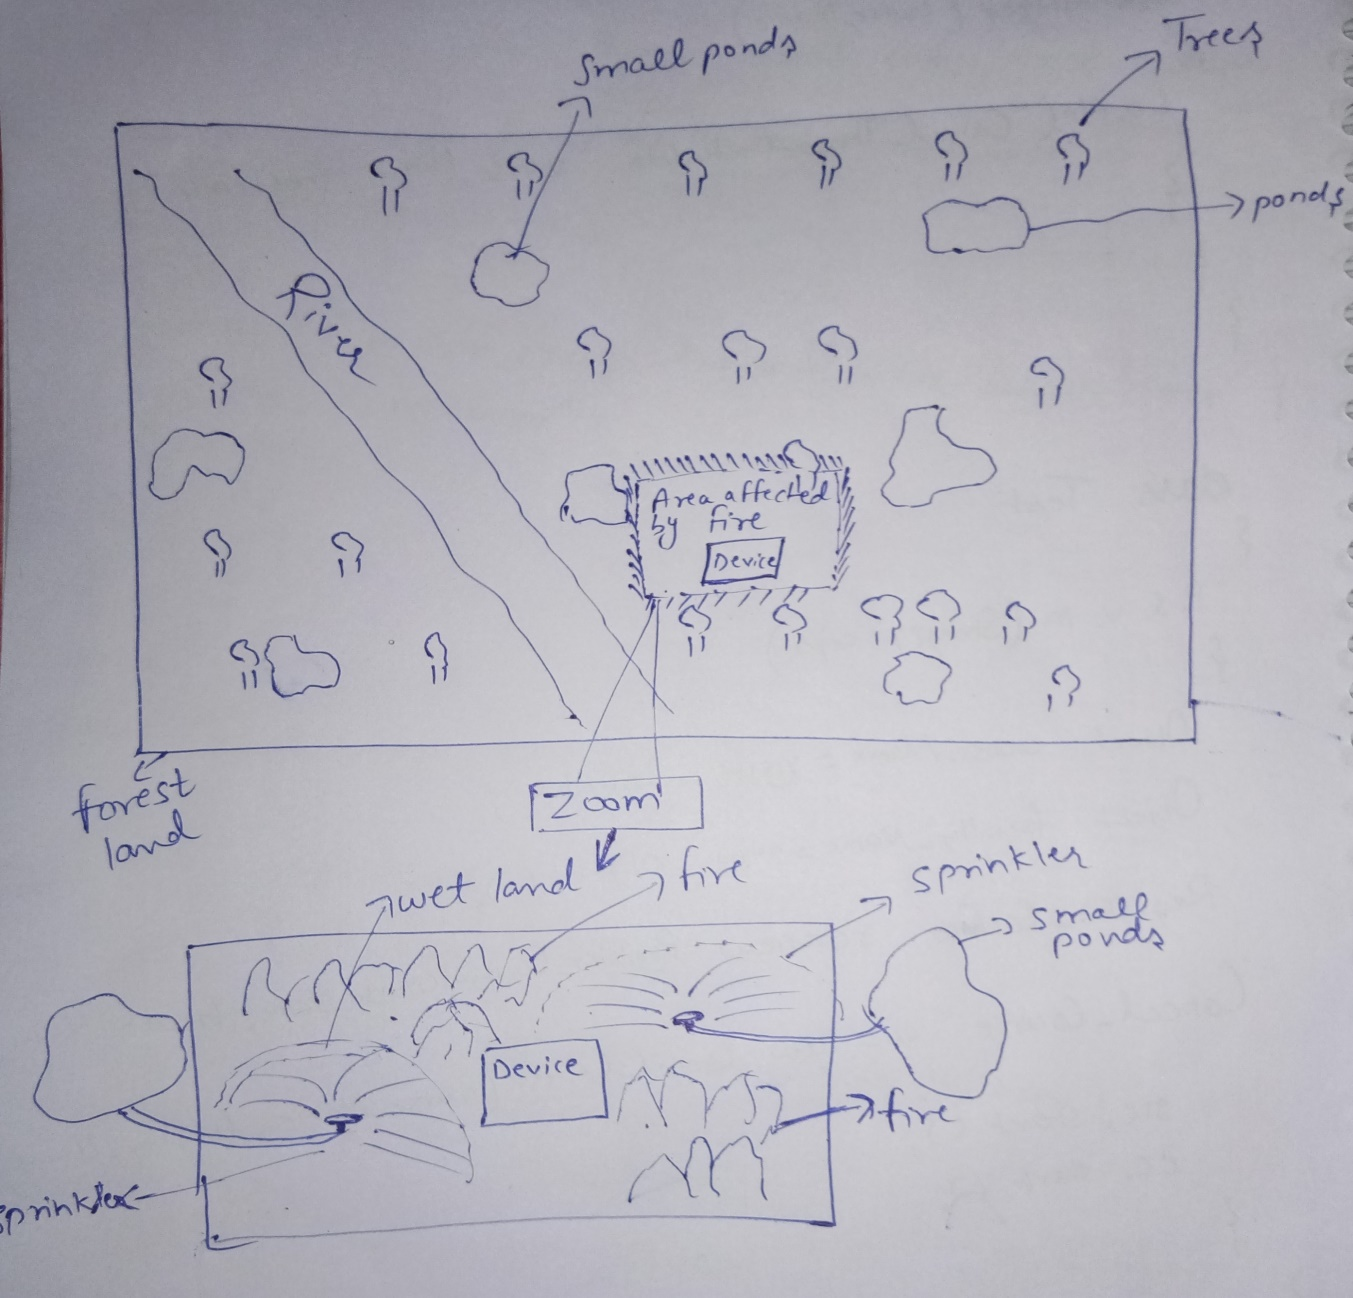 Trees
Small ponds
ponds
River
Area affected
by fire
Device
forest
land
Zoom
wet land
fire
sprinkler
small
ponds
Device
fire
sprinkler